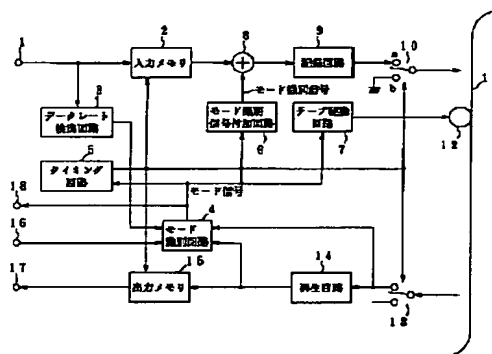 1
2
入力メモリ
8
9
記録回路
a
10
b
モード識別信号
3
データレート
検出回路
モード識別
信号付加回路
6
テープ駆動
回路
7
12
5
タイミング
回路
18
モード信号
16
4
モード
識別回路
17
15
出力メモリ
14
再生回路
13